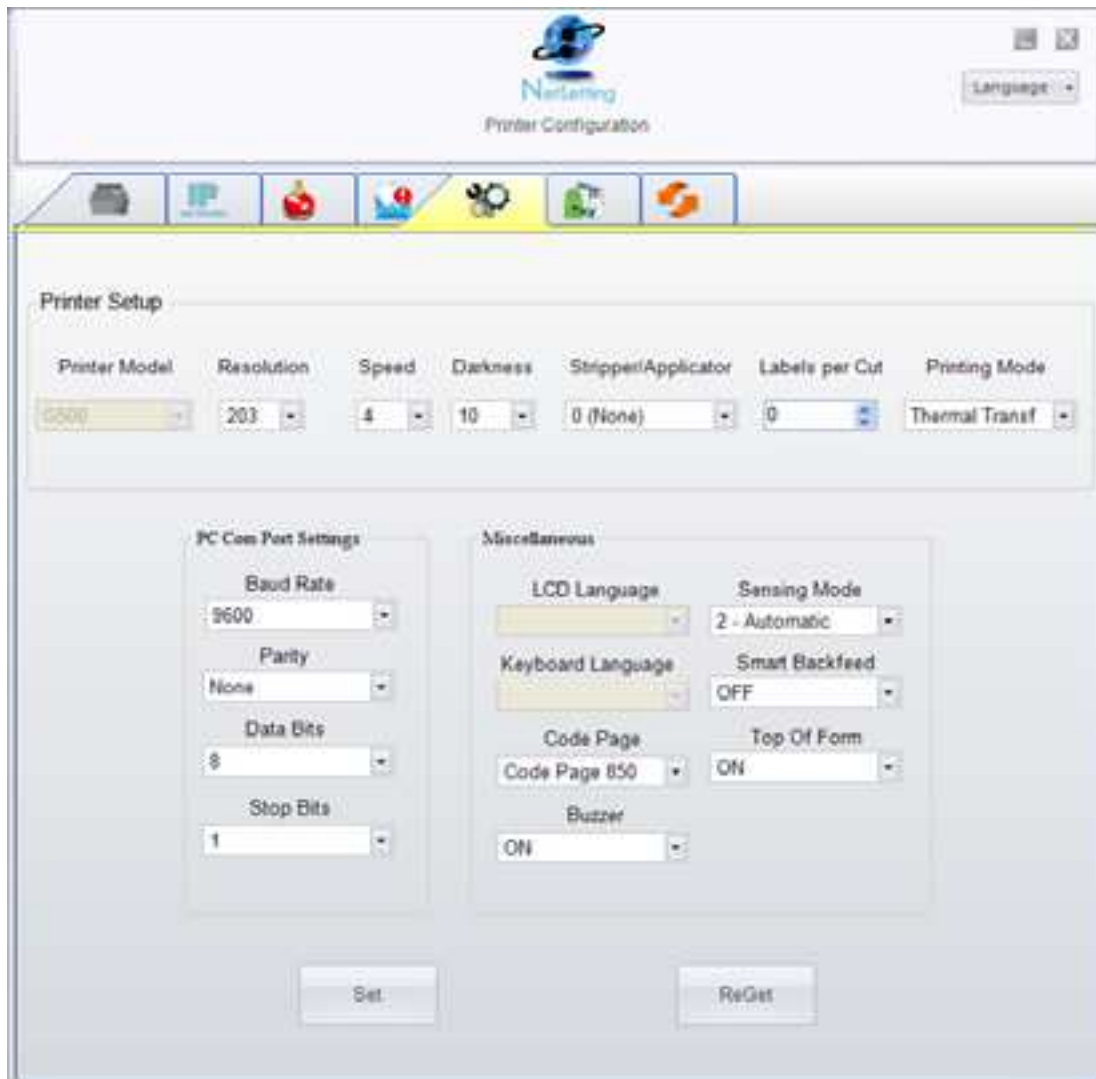 NetSetting
Printer Configuration
Language
IP
Printer Setup
Printer Model Resolution Speed Darkness Stripper/Applicator Labels per Cut Printing Mode
G500 203 4 10 0 (None) 0 Thermal Transf
PC Com Port Settings
Baud Rate
9600
Parity
None
Data Bits
8
Stop Bits
1
Miscellaneous
LCD Language Sensing Mode
2 - Automatic
Keyboard Language Smart Backfeed
OFF
Code Page Top Of Form
Code Page 850 ON
Buzzer
ON
Set ReGet